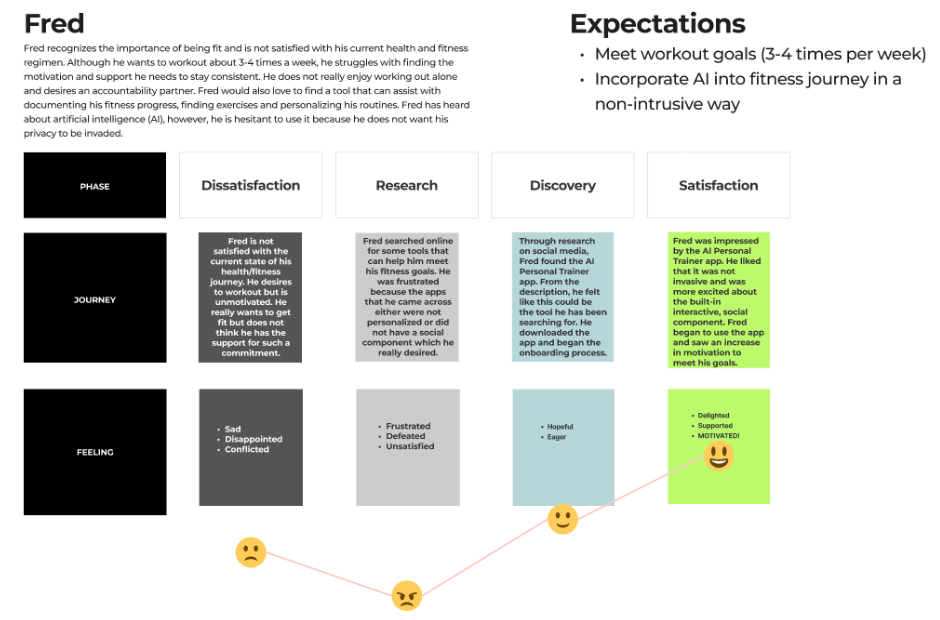 Fred
Fred recognizes the importance of being fit and is not satisfied with his current health and fitness
regimen. Although he wants to workout about 3-4 times a week, he struggles with finding the
motivation and support he needs to stay consistent. He does not really enjoy working out alone
and desires an accountability partner. Fred would also love to find a tool that can assist with
documenting his fitness progress, finding exercises and personalizing his routines. Fred has heard
about artificial intelligence (AI), however, he is hesitant to use it because he does not want his
privacy to be invaded.
Expectations
• Meet workout goals (3-4 times per week)
• Incorporate AI into fitness journey in a
non-intrusive way
PHASE
Dissatisfaction
Research
Discovery
Satisfaction
JOURNEY
Fred is not
satisfied with the
current state of his
health/fitness
journey. He desires
to workout but is
unmotivated. He
really wants to get
fit but does not
think he has the
support for such a
commitment.
Fred searched online
for some tools that
can help him meet
his fitness goals. He
was frustrated
because the apps
that he came across
either were not
personalized or did
not have a social
component which he
really desired.
Through research
on social media,
Fred found the AI
Personal Trainer
app. From the
description, he felt
like this could be
the tool he has been
searching for. He
downloaded the
app and began the
onboarding process.
Fred was impressed
by the AI Personal
Trainer app. He liked
that it was not
invasive and was
more excited about
the built-in
interactive, social
component. Fred
began to use the app
and saw an increase
in motivation to
meet his goals.
FEELING
• Sad
• Disappointed
• Conflicted
• Frustrated
• Defeated
• Unsatisfied
• Hopeful
• Eager
• Delighted
• Supported
• MOTIVATED!